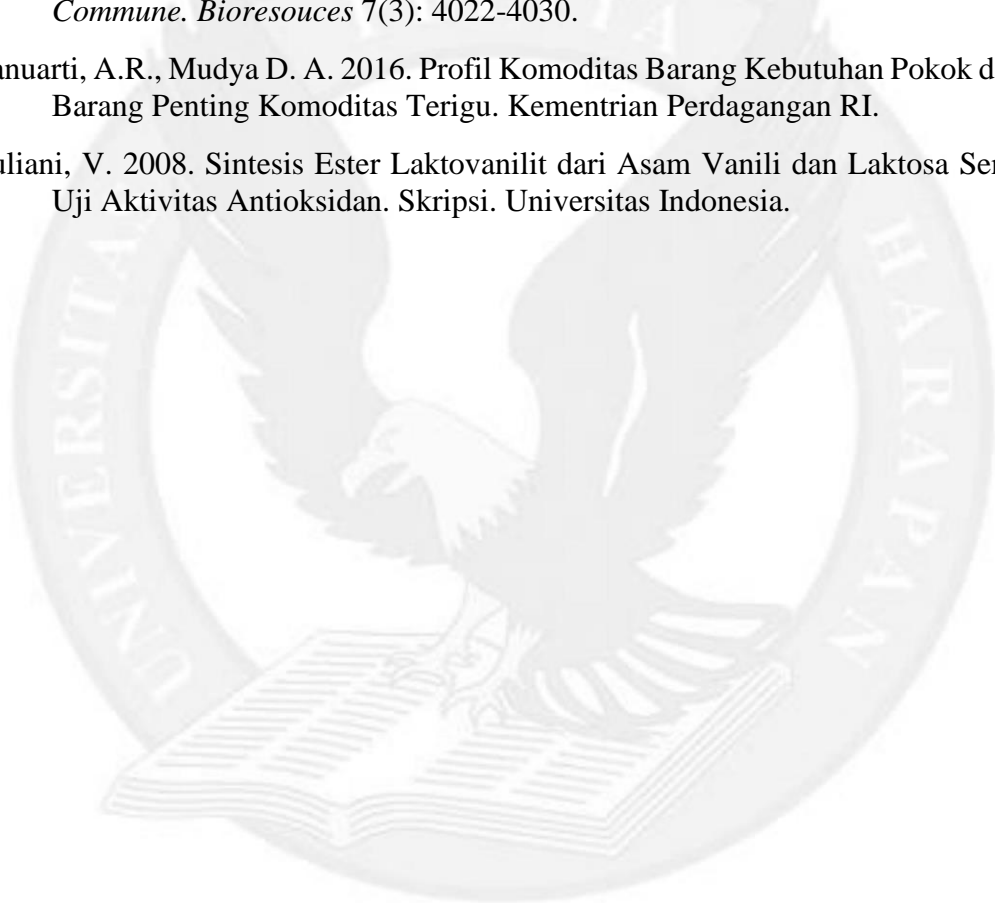 Commune. Bioresouces 7(3): 4022-4030.
anuarti, A.R., Mudya D. A. 2016. Profil Komoditas Barang Kebutuhan Pokok d
Barang Penting Komoditas Terigu. Kementrian Perdagangan RI.
uliani, V. 2008. Sintesis Ester Laktovanilit dari Asam Vanili dan Laktosa Ser
Uji Aktivitas Antioksidan. Skripsi. Universitas Indonesia.
UNIVERSITA
HARAPAN